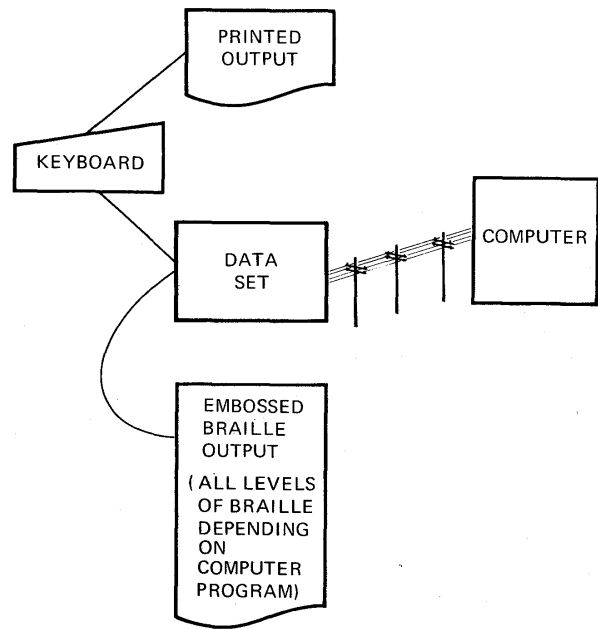 PRINTED
OUTPUT
KEYBOARD
DATA
SET
COMPUTER
EMBOSSED
BRAILLE
OUTPUT
(ALL LEVELS
OF BRAILLE
DEPENDING
ON
COMPUTER
PROGRAM)